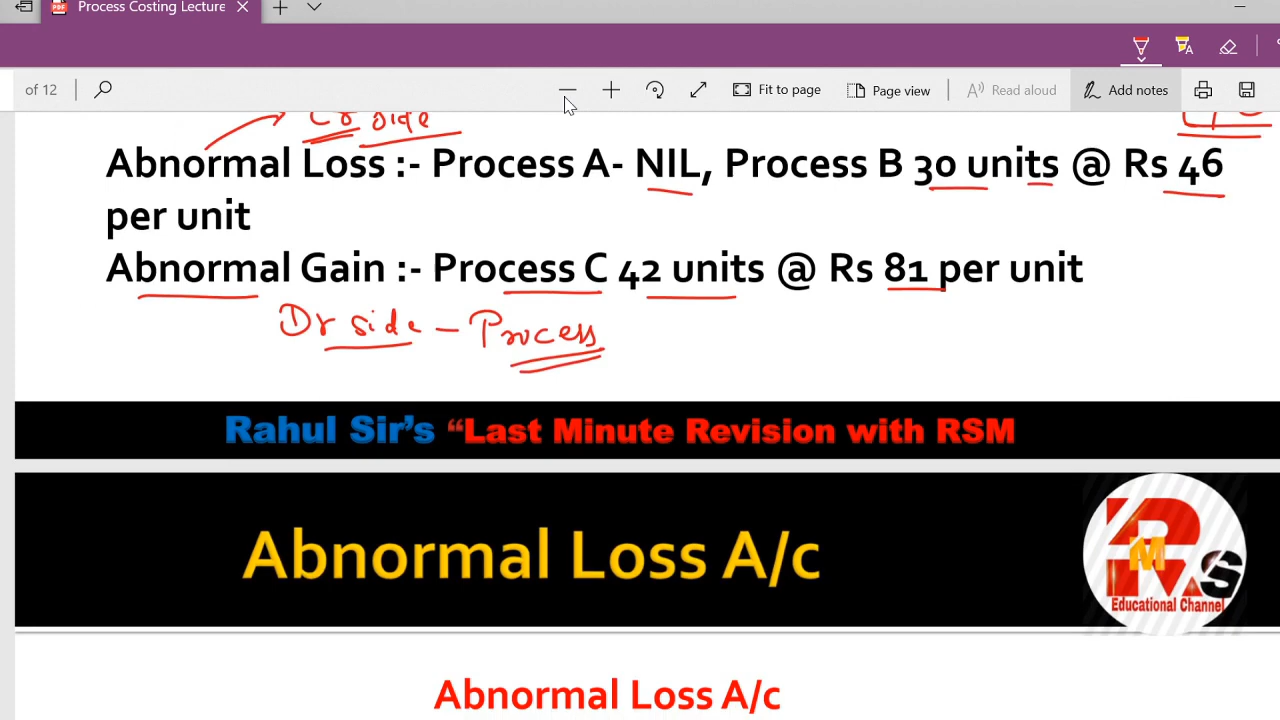 Process Costing Lecture
of 12
Fit to page
Page view
Read aloud
Add notes
Cr side
Abnormal Loss :- Process A- NIL, Process B 30 units @ Rs 46
per unit
Abnormal Gain :- Process C 42 units @ Rs 81 per unit
Dr side – Process
Rahul Sir's "Last Minute Revision with RSM
Abnormal Loss A/c
RMS
Educational Channel
Abnormal Loss A/c